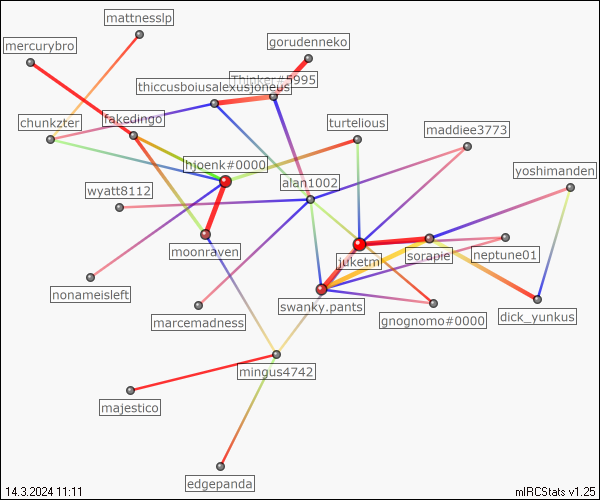 mattnesslp
mercurybro
gorudenneko
Thinker#5995
thiccusboiusalexusjoneus
chunkzter
fakedingo
turtelious
maddiee3773
hjoenk#0000
yoshimanden
alan1002
wyatt8112
moonraven
juketm
sorapie
neptune01
nonameisleft
swanky.pants
marcemadness
gnognomo#0000
dick_yunkus
mingus4742
majestico
edgepanda
14.3.2024 11:11
mIRCStats v1.25